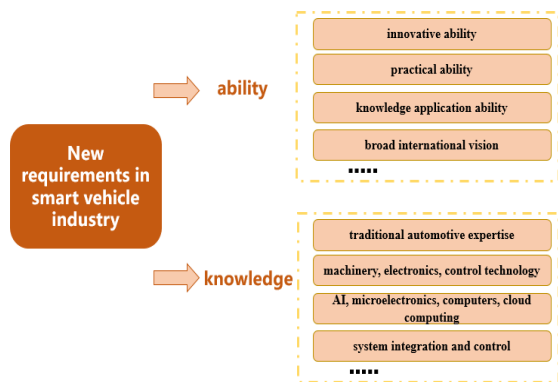 New
requirements in
smart vehicle
industry
ability
innovative ability
practical ability
knowledge application ability
broad international vision
.....
knowledge
traditional automotive expertise
machinery, electronics, control technology
AI, microelectronics, computers, cloud
computing
system integration and control
.....